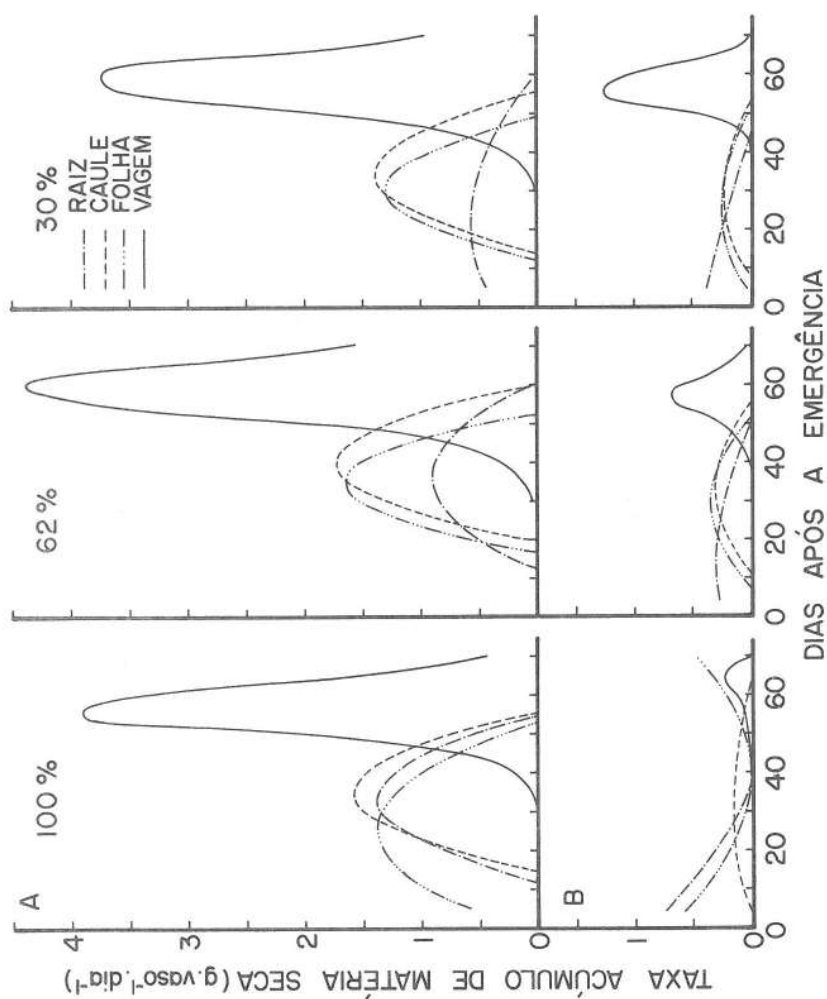 TAXA ACÚMULO DE MATÉRIA SECA (g.vaso⁻¹.dia⁻¹)
A
100 %
62 %
30 %
RAIZ
CAULE
FOLHA
VAGEM
4
3
2
1
0
B
1
0
0 20 40 60 0 20 40 60 0 20 40 60
DIAS APÓS A EMERGÊNCIA